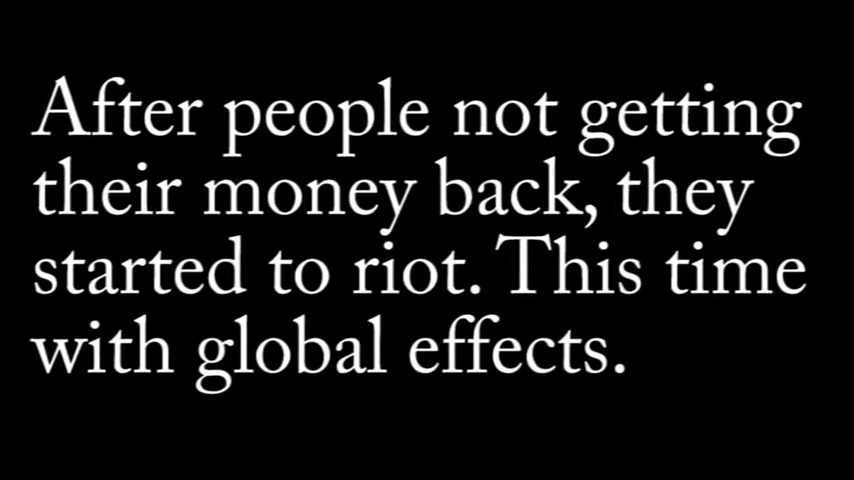 After people not getting
their money back, they
started to riot. This time
with global effects.